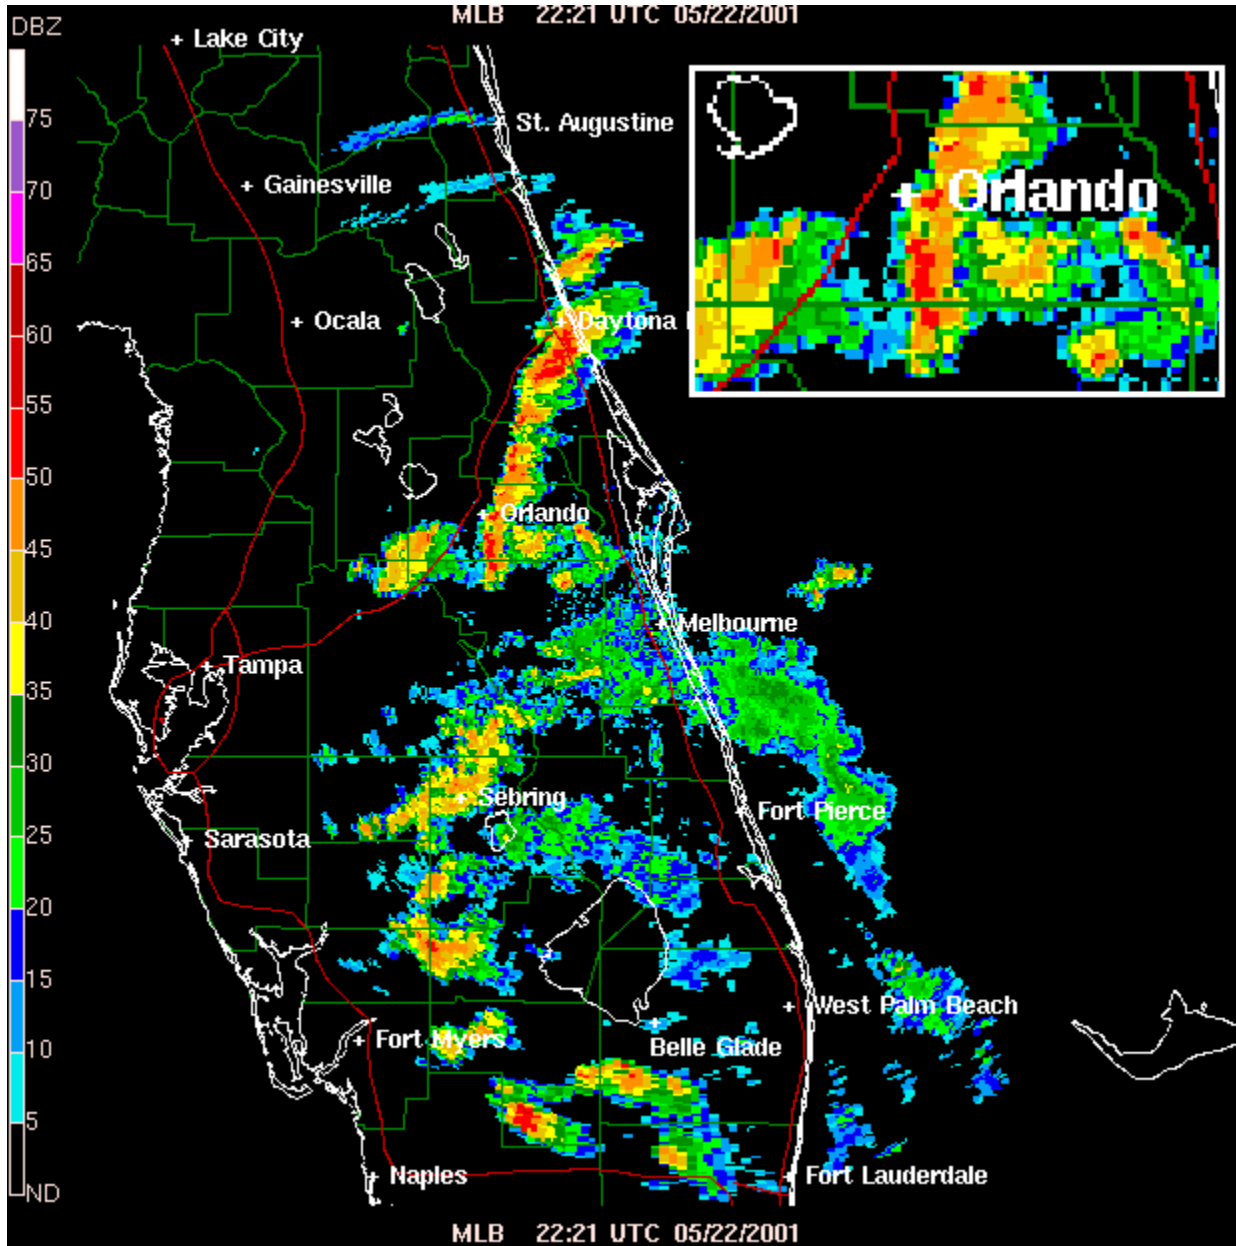 MLB 22:21 UTC 05/22/2001
DBZ
Lake City
75
St. Augustine
70
Gainesville
Orlando
65
60
Ocala
Daytona
55
50
Orlando
45
40
Melbourne
Tampa
35
30
Sebring
Fort Pierce
25
Sarasota
20
15
West Palm Beach
10
Fort Myers
Belle Glade
5
Naples
Fort Lauderdale
ND
MLB 22:21 UTC 05/22/2001